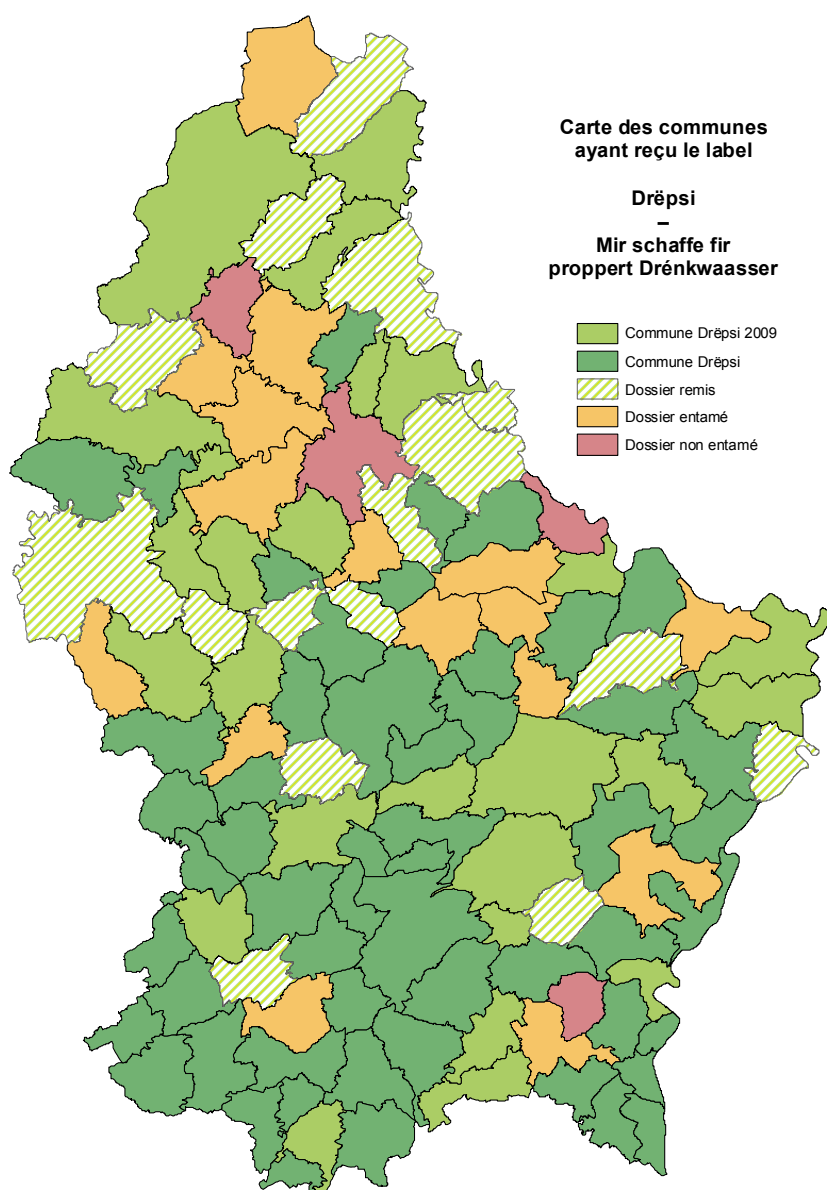 Carte des communes
ayant reçu le label
Drëpsi
–
Mir schaffe fir
proppert Drénkwaasser
Commune Drëpsi 2009
Commune Drëpsi
Dossier remis
Dossier entamé
Dossier non entamé